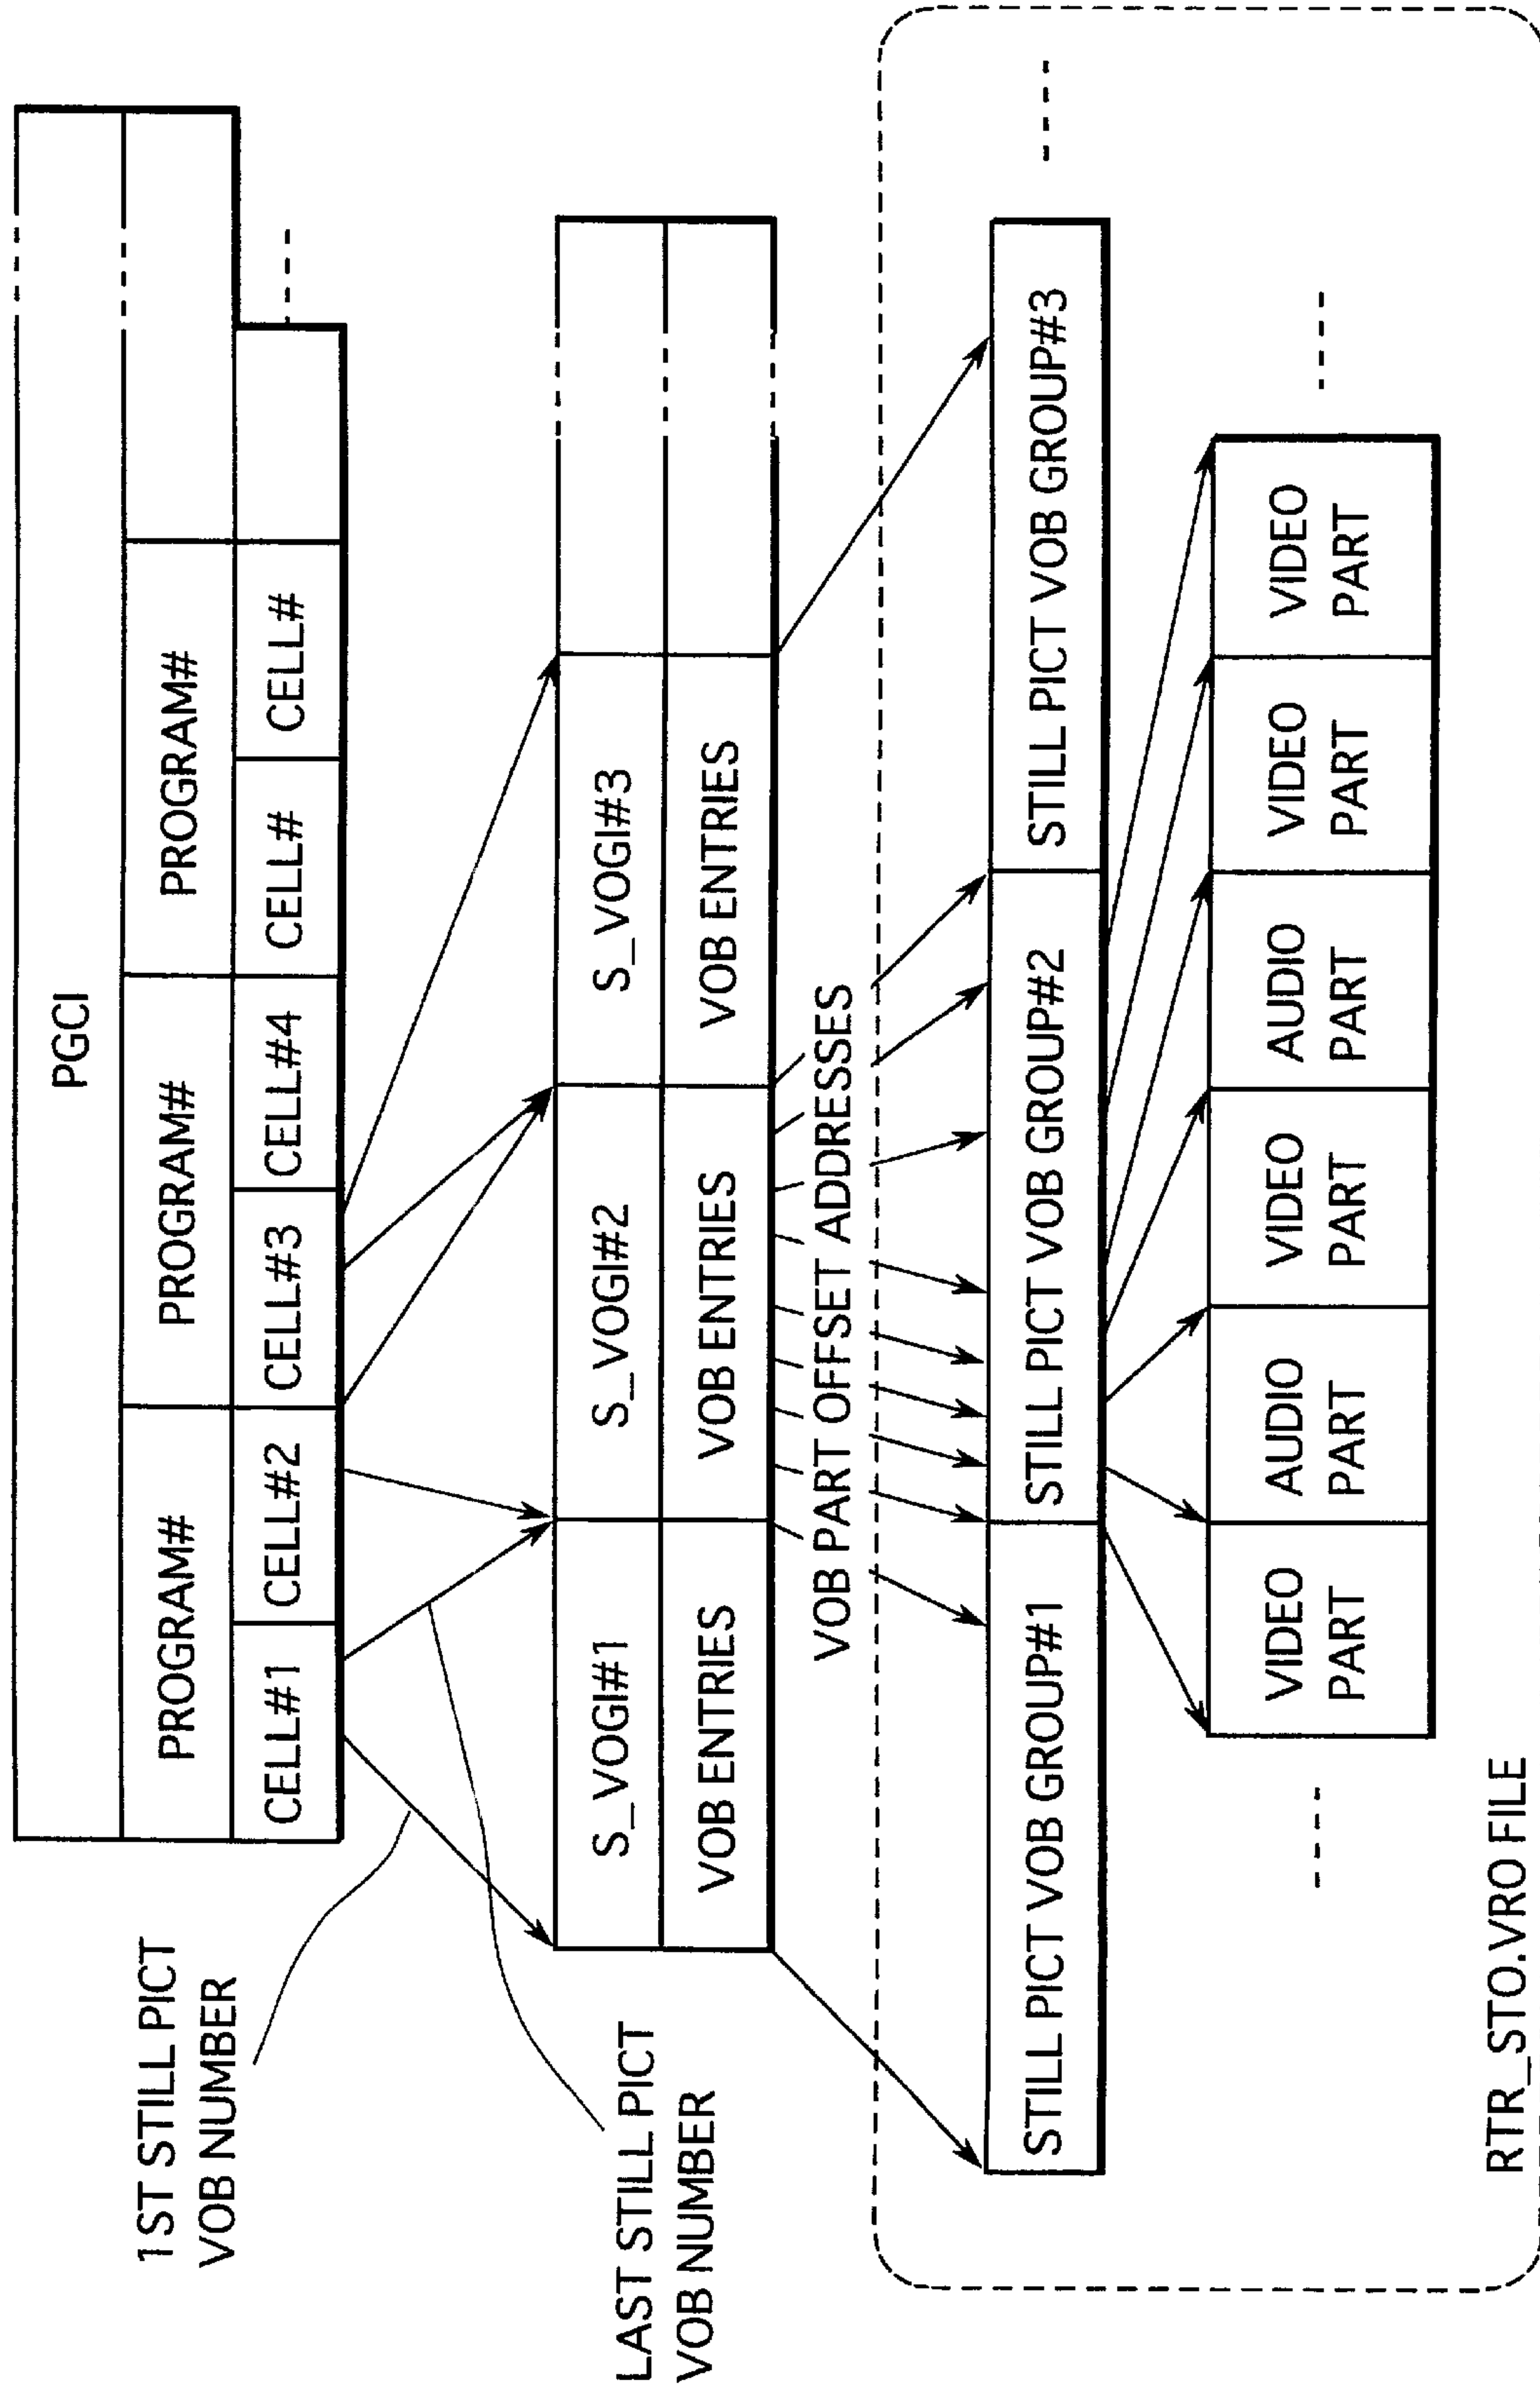 PGCI
PROGRAM# PROGRAM# PROGRAM#
CELL#1 CELL#2 CELL#3 CELL#4 CELL# CELL#
1ST STILL PICT
VOB NUMBER
LAST STILL PICT
VOB NUMBER
S_VOGI#1 S_VOGI#2 S_VOGI#3
VOB ENTRIES VOB ENTRIES VOB ENTRIES
VOB PART OFFSET ADDRESSES
STILL PICT VOB GROUP#1 STILL PICT VOB GROUP#2 STILL PICT VOB GROUP#3
VIDEO PART
AUDIO PART
VIDEO PART
AUDIO PART
VIDEO PART
VIDEO PART
RTR_STO.VRO FILE